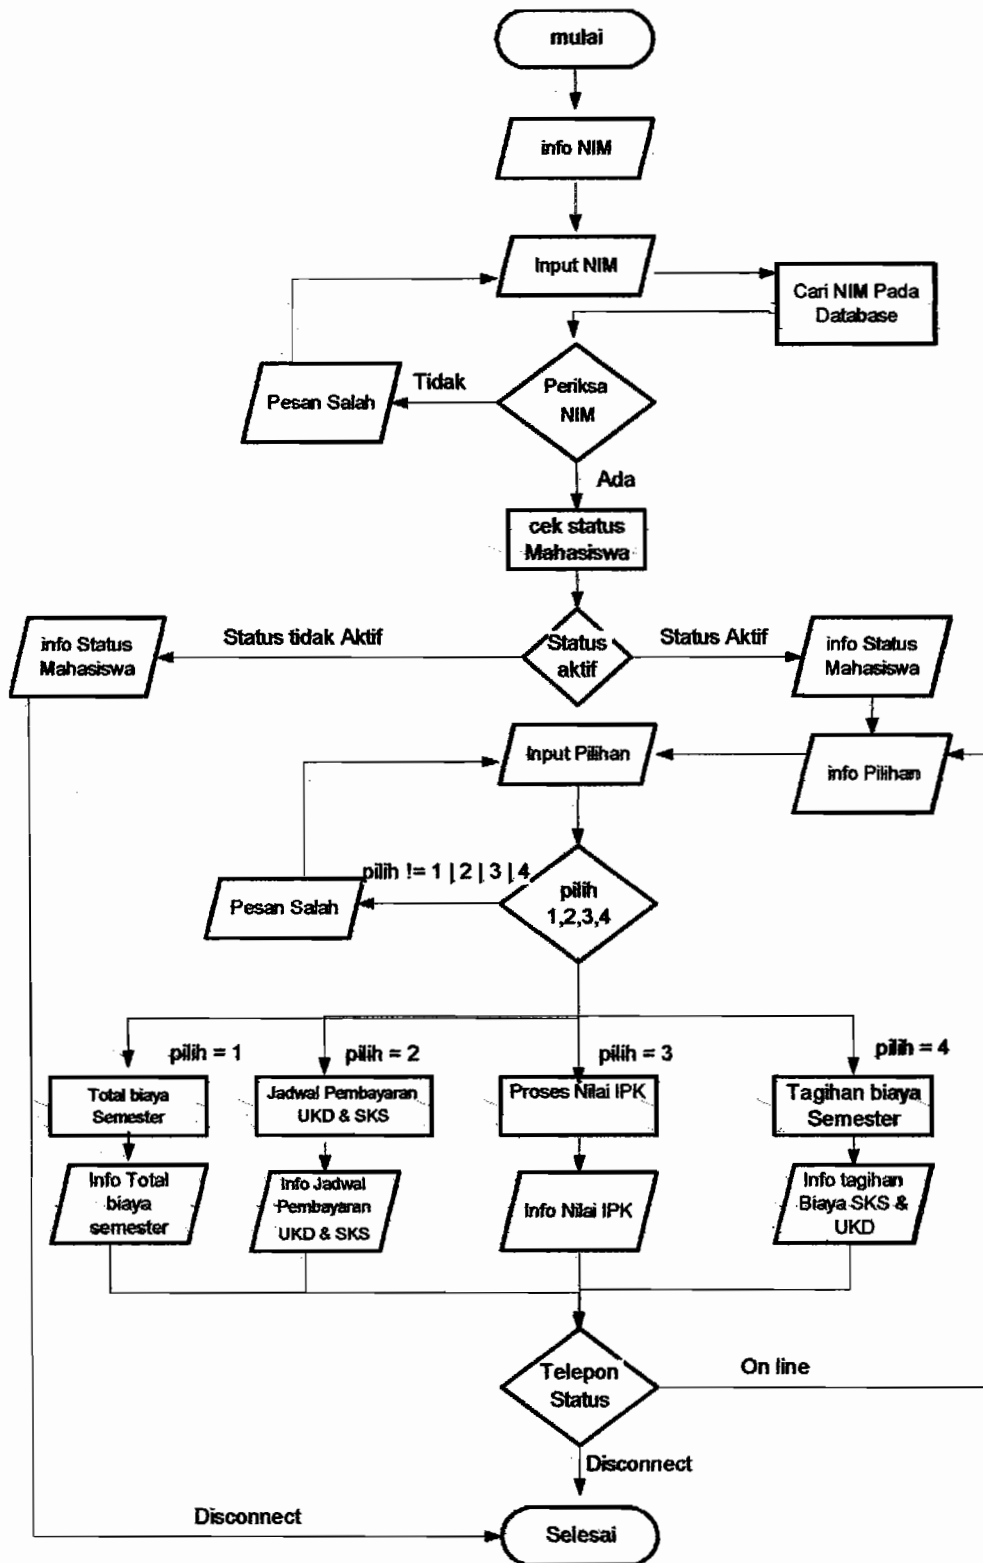 mulai
info NIM
Input NIM
Cari NIM Pada
Database
Periksa
NIM
Tidak
Pesan Salah
Ada
cek status
Mahasiswa
info Status
Mahasiswa
Status tidak Aktif
Status
aktif
Status Aktif
info Status
Mahasiswa
Input Pilihan
info Pilihan
pilih != 1 | 2 | 3 | 4
Pesan Salah
pilih
1,2,3,4
pilih = 1
pilih = 2
pilih = 3
pilih = 4
Total biaya
Semester
Jadwal Pembayaran
UKD & SKS
Proses Nilai IPK
Tagihan biaya
Semester
Info Total
biaya
semester
Info Jadwal
Pembayaran
UKD & SKS
Info Nilai IPK
Info tagihan
Biaya SKS &
UKD
Telepon
Status
On line
Disconnect
Disconnect
Selesai